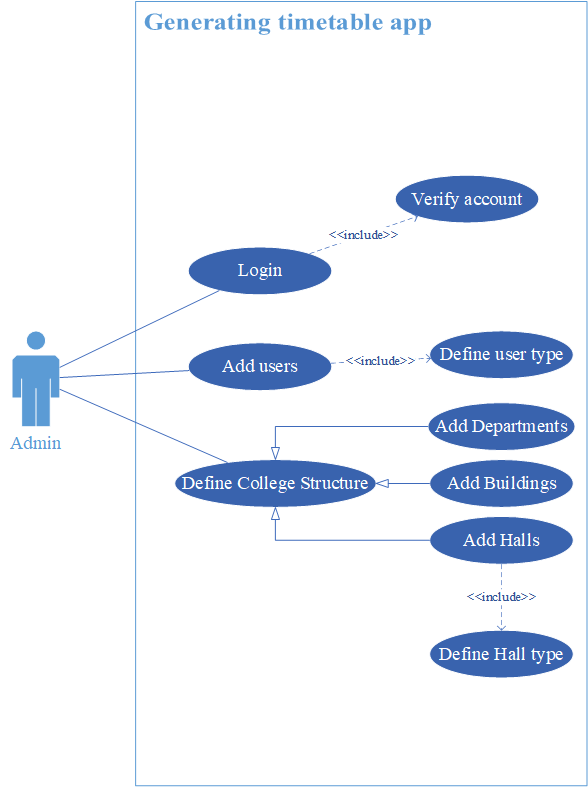 Generating timetable app
Verify account
<<include>>
Login
Add users
<<include>>
Define user type
Admin
Add Departments
Define College Structure
Add Buildings
Add Halls
<<include>>
Define Hall type